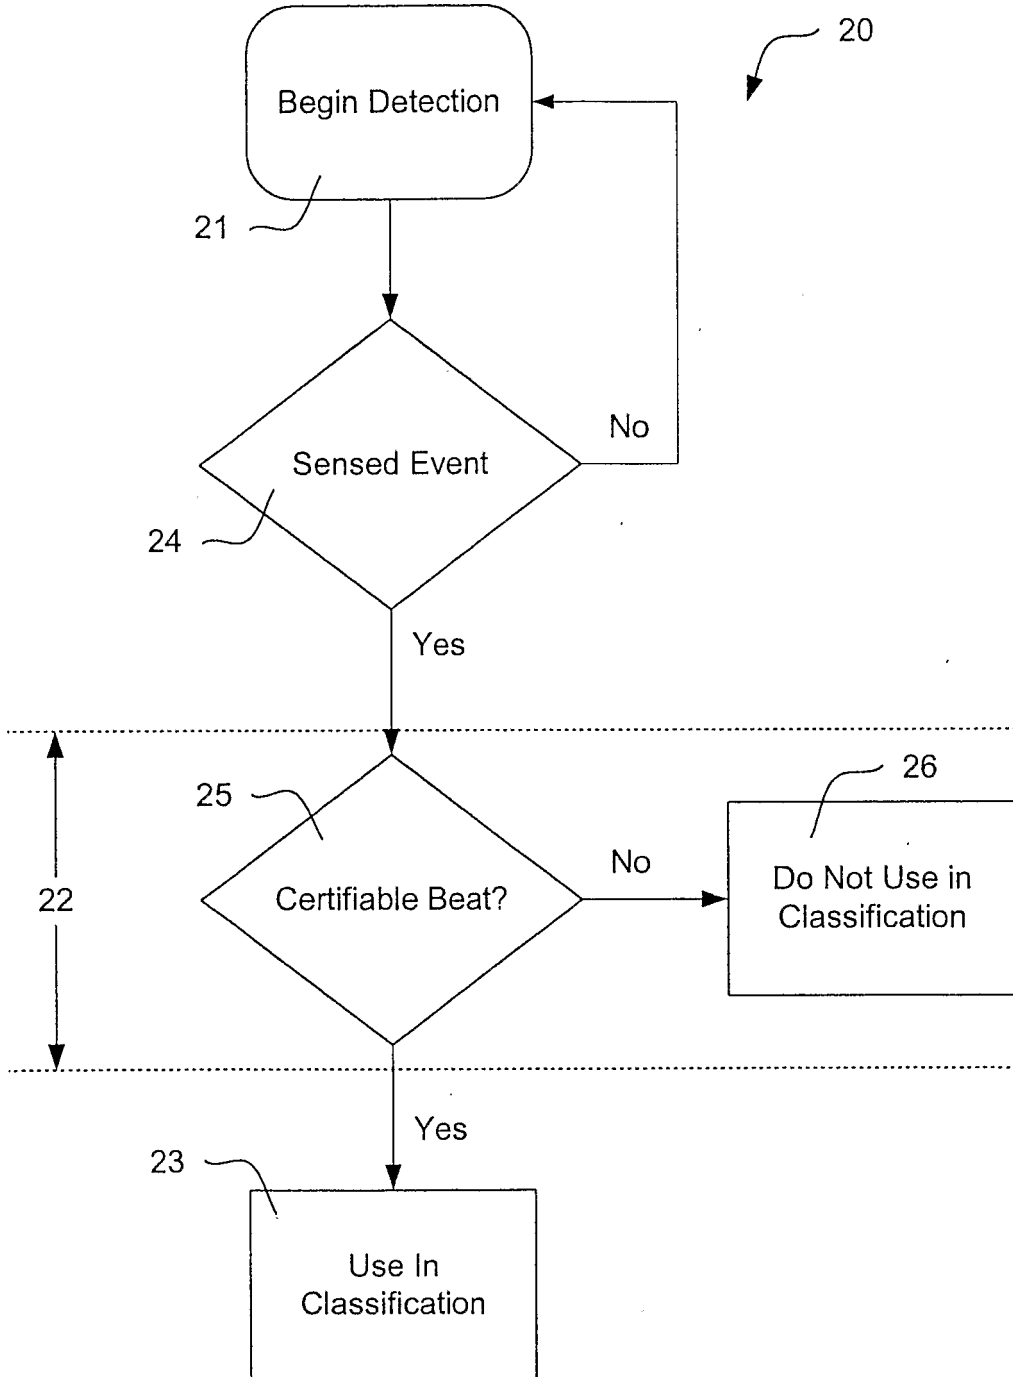 20
Begin Detection
21
No
Sensed Event
24
Yes
26
25
No
Do Not Use in
Classification
22
Certifiable Beat?
Yes
23
Use In
Classification